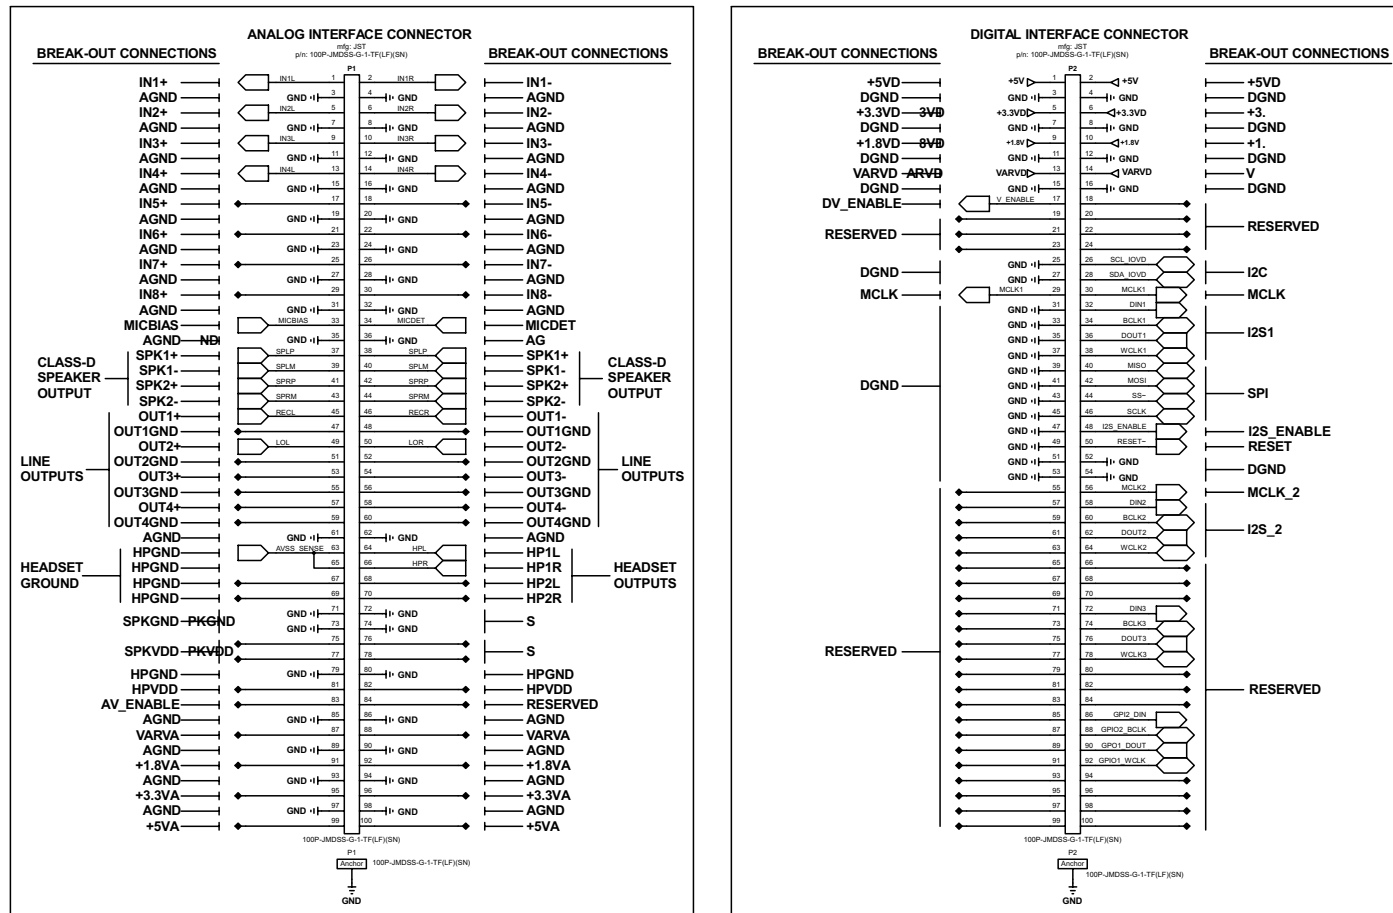 ANALOG INTERFACE CONNECTOR
mfg: JST
p/n: 100P-JMDSS-G-1-TF(LF)(SN)
BREAK-OUT CONNECTIONS P1 BREAK-OUT CONNECTIONS
IN1+ IN1L 1 2 IN1R IN1-
AGND GND 3 4 GND AGND
IN2+ IN2L 5 6 IN2R IN2-
AGND GND 7 8 GND AGND
IN3+ IN3L 9 10 IN3R IN3-
AGND GND 11 12 GND AGND
IN4+ IN4L 13 14 IN4R IN4-
AGND GND 15 16 GND AGND
IN5+ 17 18 IN5-
AGND GND 19 20 GND AGND
IN6+ 21 22 IN6-
AGND GND 23 24 GND AGND
IN7+ 25 26 IN7-
AGND GND 27 28 GND AGND
IN8+ 29 30 IN8-
AGND GND 31 32 GND AGND
MICBIAS MICBIAS 33 34 MICDET MICDET
AGND ND GND 35 36 GND AG
SPK1+ SPLP 37 38 SPLP SPK1+
CLASS-D SPEAKER OUTPUT SPK1- SPLM 39 40 SPLM SPK1- CLASS-D SPEAKER OUTPUT
SPK2+ SPRP 41 42 SPRP SPK2+
SPK2- SPRM 43 44 SPRM SPK2-
OUT1+ RECL 45 46 RECR OUT1-
OUT1GND 47 48 OUT1GND
OUT2+ LOL 49 50 LOR OUT2-
LINE OUTPUTS OUT2GND 51 52 OUT2GND LINE OUTPUTS
OUT3+ 53 54 OUT3-
OUT3GND 55 56 OUT3GND
OUT4+ 57 58 OUT4-
OUT4GND 59 60 OUT4GND
AGND GND 61 62 GND AGND
HPGND AVSS_SENSE 63 64 HPL HP1L
HEADSET GROUND HPGND 65 66 HPR HP1R HEADSET OUTPUTS
HPGND 67 68 HP2L
HPGND 69 70 HP2R
GND 71 72 GND
SPKGND PKGND S
GND 73 74 GND
75 76
SPKVDD PKVDD S
77 78
HPGND GND 79 80 GND HPGND
HPVDD 81 82 HPVDD
AV_ENABLE 83 84 RESERVED
AGND GND 85 86 GND AGND
VARVA 87 88 VARVA
AGND GND 89 90 GND AGND
+1.8VA 91 92 +1.8VA
AGND GND 93 94 GND AGND
+3.3VA 95 96 +3.3VA
AGND GND 97 98 GND AGND
+5VA 99 100 +5VA
100P-JMDSS-G-1-TF(LF)(SN)
P1
Anchor 100P-JMDSS-G-1-TF(LF)(SN)
GND
DIGITAL INTERFACE CONNECTOR
mfg: JST
p/n: 100P-JMDSS-G-1-TF(LF)(SN)
BREAK-OUT CONNECTIONS P2 BREAK-OUT CONNECTIONS
+5VD +5V 1 2 +5V +5VD
DGND GND 3 4 GND DGND
+3.3VD 3VD +3.3VD 5 6 +3.3VD +3.
DGND GND 7 8 GND DGND
+1.8VD 8VD +1.8V 9 10 +1.8V +1.
DGND GND 11 12 GND DGND
VARVD ARVD VARVD 13 14 VARVD V
DGND GND 15 16 GND DGND
DV_ENABLE V_ENABLE 17 18
19 20 RESERVED
RESERVED 21 22
23 24
GND 25 26 SCL_IOVD
DGND I2C
GND 27 28 SDA_IOVD
MCLK MCLK1 29 30 MCLK1 MCLK
GND 31 32 DIN1
GND 33 34 BCLK1 I2S1
GND 35 36 DOUT1
GND 37 38 WCLK1
DGND GND 39 40 MISO
GND 41 42 MOSI SPI
GND 43 44 SS~
GND 45 46 SCLK
GND 47 48 I2S_ENABLE I2S_ENABLE
GND 49 50 RESET~ RESET
GND 51 52 GND
DGND
GND 53 54 GND
55 56 MCLK2 MCLK_2
57 58 DIN2
59 60 BCLK2 I2S_2
61 62 DOUT2
63 64 WCLK2
65 66
67 68
69 70
71 72 DIN3
73 74 BCLK3
75 76 DOUT3
RESERVED 77 78 WCLK3
79 80
81 82 RESERVED
83 84
85 86 GPI2_DIN
87 88 GPIO2_BCLK
89 90 GPO1_DOUT
91 92 GPIO1_WCLK
93 94
95 96
97 98
99 100
100P-JMDSS-G-1-TF(LF)(SN)
P2
Anchor 100P-JMDSS-G-1-TF(LF)(SN)
GND